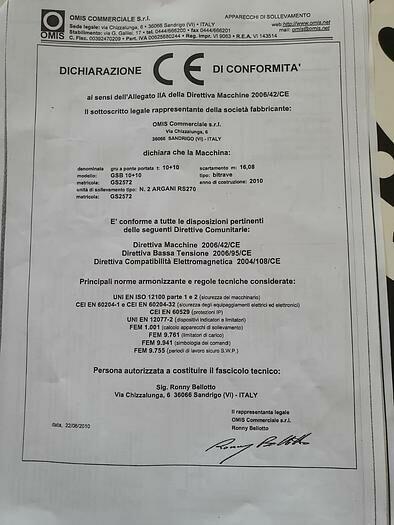 OMIS
OMIS COMMERCIALE S.r.l.
APPARECCHI DI SOLLEVAMENTO
Sede legale: via Chizzalunga, 6 • 36066 Sandrigo (VI) • ITALY
web:http://www.omis.net
Stabilimento: via G. Galilei, 17 • tel. 0444/666200 • fax 0444/666201
mail: omis@omis.net
C. Fisc. 00392470209 • Part. IVA 00625680244 • Reg. Impr. VI 9063 • R.E.A. VI 143514
DICHIARAZIONE CE DI CONFORMITA'
ai sensi dell'Allegato IIA della Direttiva Macchine 2006/42/CE
Il sottoscritto legale rappresentante della società fabbricante:
OMIS Commerciale S.r.l.
Via Chizzalunga, 6
36066 SANDRIGO (VI) - ITALY
dichiara che la Macchina:
denominata gru a ponte portata t: 10+10 scartamento m: 16,08
modello: GSB 10+10 tipo: bitrave
matricola: GS2572 anno di costruzione: 2010
unità di sollevamento tipo: N. 2 ARGANI RS270
matricola: GS2572
E' conforme a tutte le disposizioni pertinenti
delle seguenti Direttive Comunitarie:
Direttiva Macchine 2006/42/CE
Direttiva Bassa Tensione 2006/95/CE
Direttiva Compatibilità Elettromagnetica 2004/108/CE
Principali norme armonizzante e regole tecniche considerate:
UNI EN ISO 12100 parte 1 e 2 (sicurezza del macchinario)
CEI EN 60204-1 e CEI EN 60204-32 (sicurezza degli equipaggiamenti elettrici ed elettronici)
CEI EN 60529 (protezioni IP)
UNI EN 12077-2 (dispositivi indicatori e limitatori)
FEM 1.001 (calcolo apparecchi di sollevamento)
FEM 9.761 (limitatori di carico)
FEM 9.941 (simbologia dei comandi)
FEM 9.755 (periodi di lavoro sicuro S.W.P.)
Persona autorizzata a costituire il fascicolo tecnico:
Sig. Ronny Bellotto
Via Chizzalunga, 6 36066 Sandrigo (VI) - ITALY
Il rappresentante legale
OMIS Commerciale s.r.l.
Ronny Bellotto
data, 22/06/2010
Ronny Bellotto